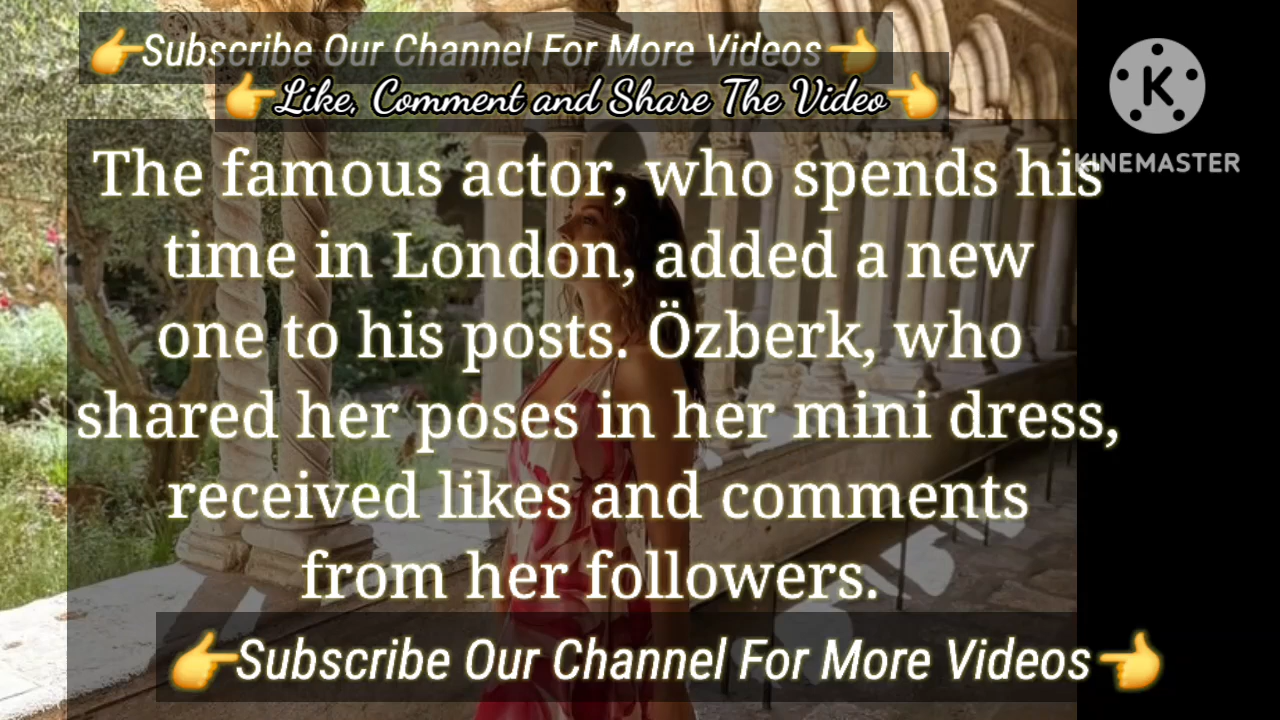 👉Subscribe Our Channel For More Videos👈
👉Like, Comment and Share The Video👈
The famous actor, who spends his
time in London, added a new
one to his posts. Özberk, who
shared her poses in her mini dress,
received likes and comments
from her followers.
👉Subscribe Our Channel For More Videos👈
K
KINEMASTER